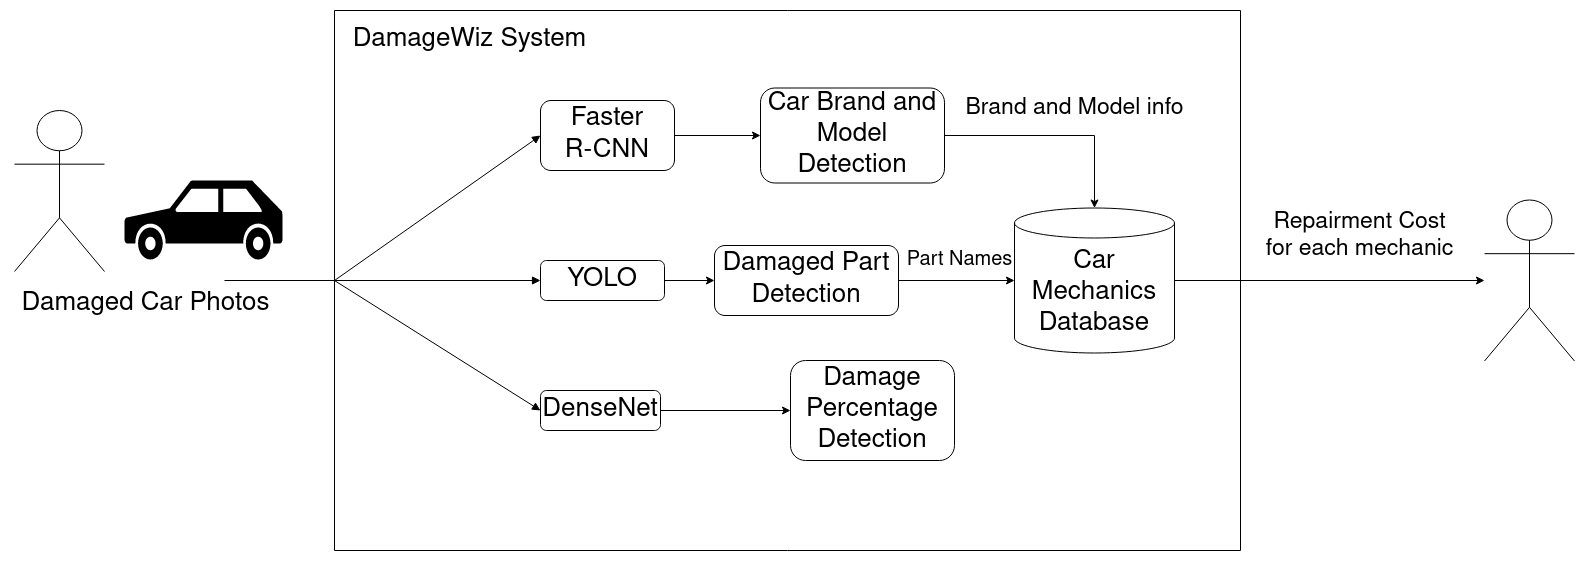 DamageWiz System
Faster
R-CNN
Car Brand and
Model
Detection
Brand and Model info
Damaged Car Photos
YOLO
Damaged Part
Detection
Part Names
Car
Mechanics
Database
Repairment Cost
for each mechanic
DenseNet
Damage
Percentage
Detection